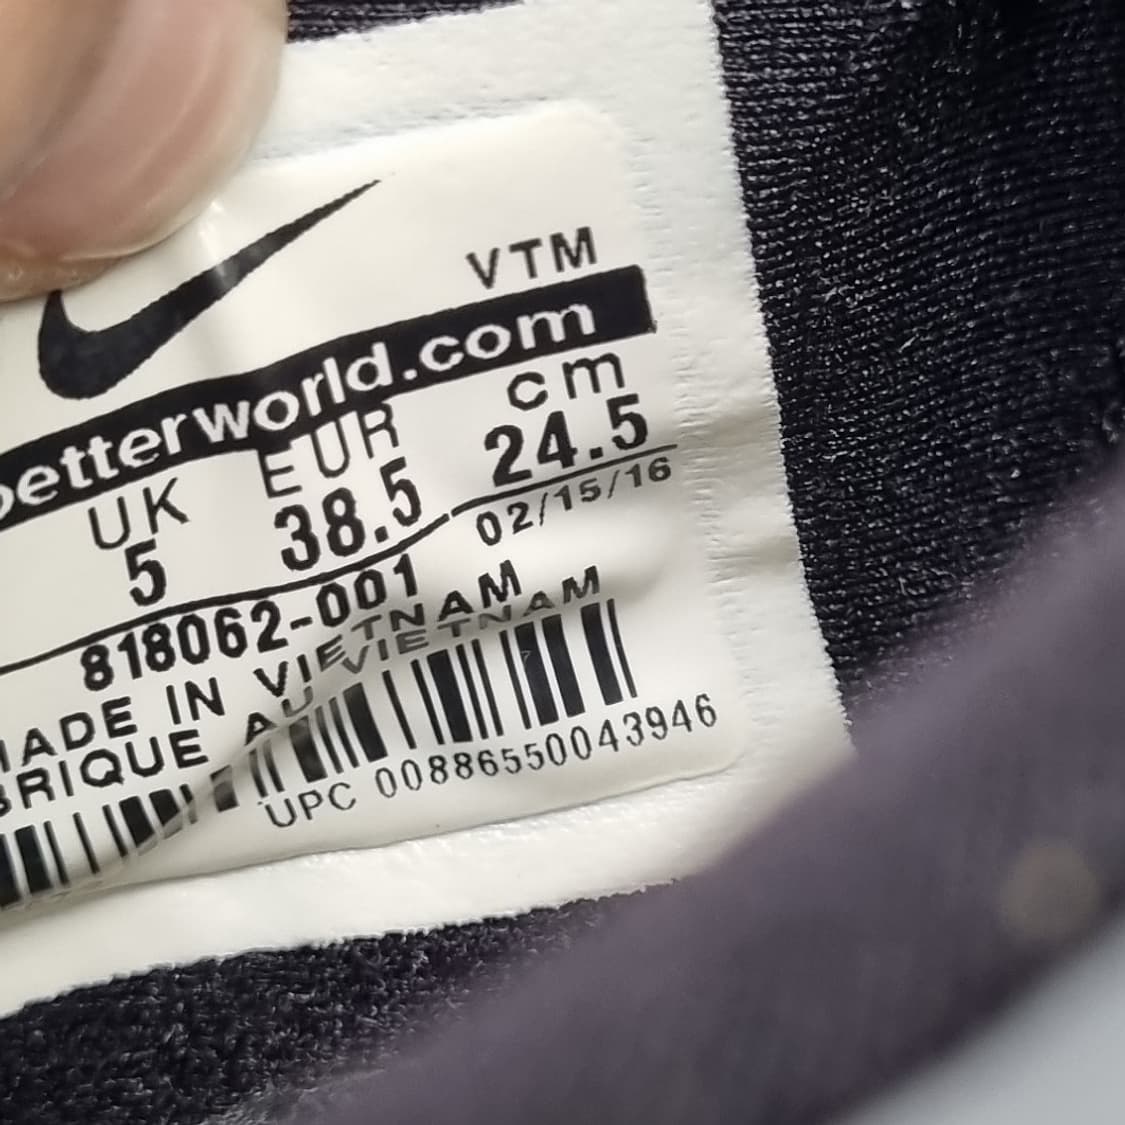 VTM
betterworld.com
UK EUR cm
5 38.5 24.5
02/15/16
818062-001
MADE IN VIETNAM
BRIQUE AU VIETNAM
UPC 00886550043946